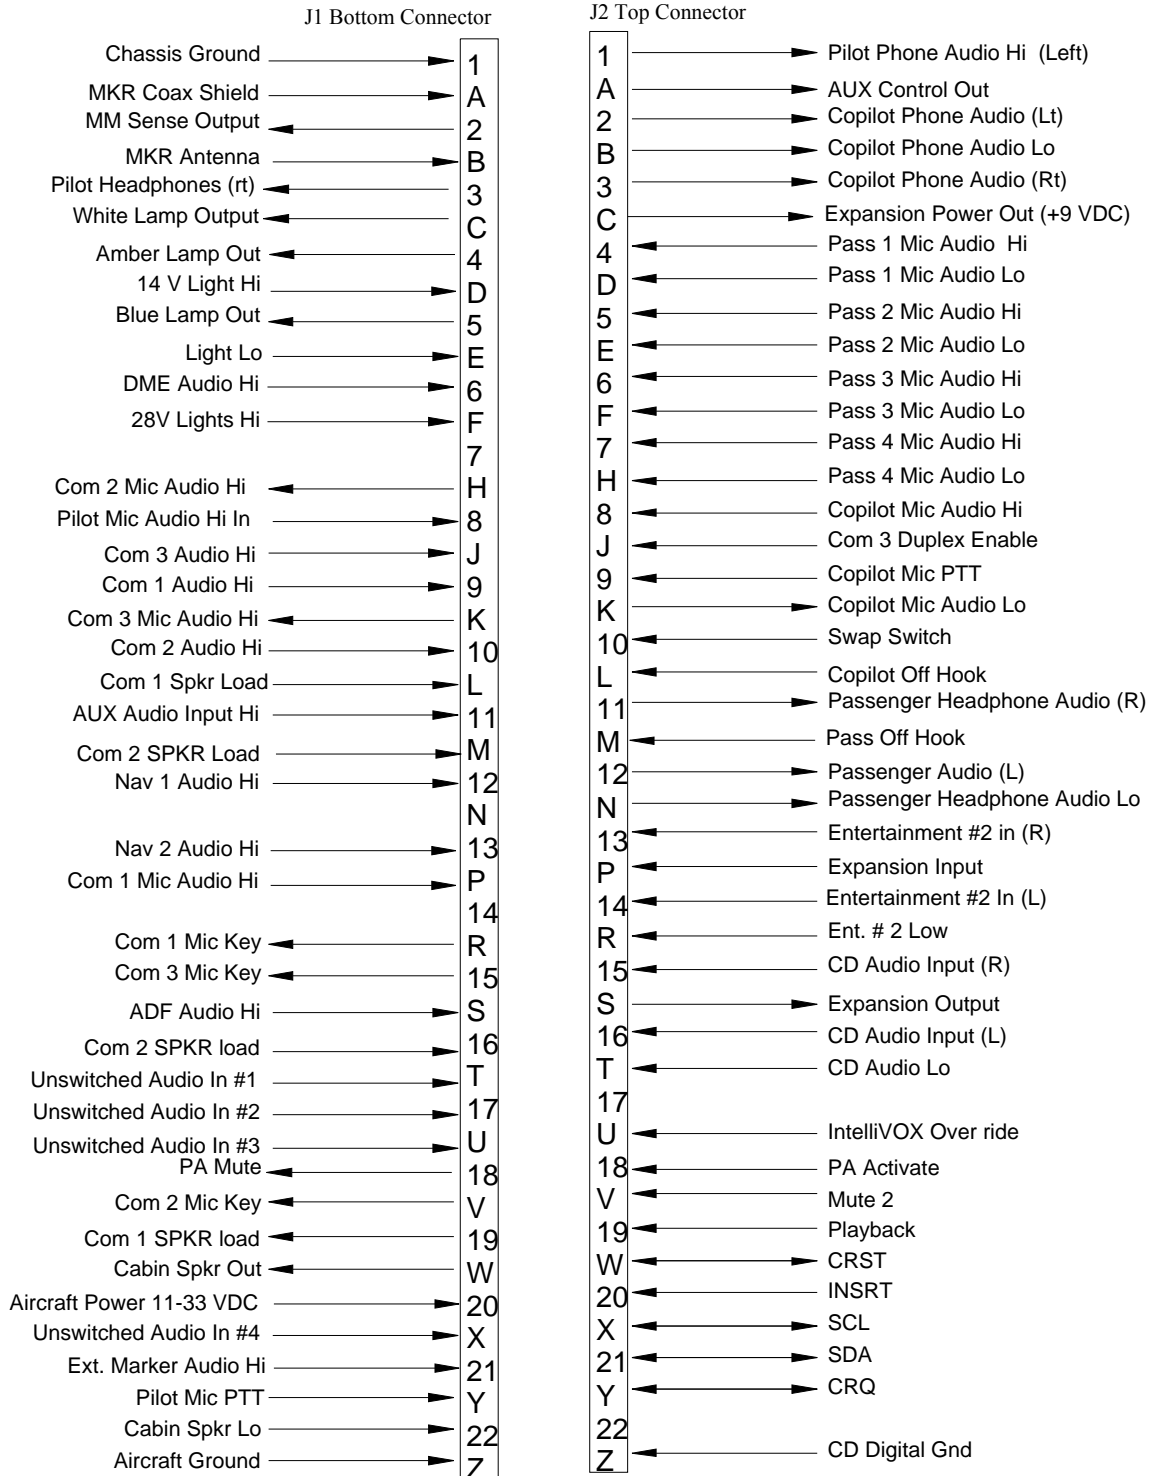 J1 Bottom Connector
Chassis Ground 1
MKR Coax Shield A
MM Sense Output 2
MKR Antenna B
Pilot Headphones (rt) 3
White Lamp Output C
Amber Lamp Out 4
14 V Light Hi D
Blue Lamp Out 5
Light Lo E
DME Audio Hi 6
28V Lights Hi F
7
Com 2 Mic Audio Hi H
Pilot Mic Audio Hi In 8
Com 3 Audio Hi J
Com 1 Audio Hi 9
Com 3 Mic Audio Hi K
Com 2 Audio Hi 10
Com 1 Spkr Load L
AUX Audio Input Hi 11
Com 2 SPKR Load M
Nav 1 Audio Hi 12
N
Nav 2 Audio Hi 13
Com 1 Mic Audio Hi P
14
Com 1 Mic Key R
Com 3 Mic Key 15
ADF Audio Hi S
Com 2 SPKR load 16
Unswitched Audio In #1 T
Unswitched Audio In #2 17
Unswitched Audio In #3 U
PA Mute 18
Com 2 Mic Key V
Com 1 SPKR load 19
Cabin Spkr Out W
Aircraft Power 11-33 VDC 20
Unswitched Audio In #4 X
Ext. Marker Audio Hi 21
Pilot Mic PTT Y
Cabin Spkr Lo 22
Aircraft Ground Z
J2 Top Connector
1 Pilot Phone Audio Hi (Left)
A AUX Control Out
2 Copilot Phone Audio (Lt)
B Copilot Phone Audio Lo
3 Copilot Phone Audio (Rt)
C Expansion Power Out (+9 VDC)
4 Pass 1 Mic Audio Hi
D Pass 1 Mic Audio Lo
5 Pass 2 Mic Audio Hi
E Pass 2 Mic Audio Lo
6 Pass 3 Mic Audio Hi
F Pass 3 Mic Audio Lo
7 Pass 4 Mic Audio Hi
H Pass 4 Mic Audio Lo
8 Copilot Mic Audio Hi
J Com 3 Duplex Enable
9 Copilot Mic PTT
K Copilot Mic Audio Lo
10 Swap Switch
L Copilot Off Hook
11 Passenger Headphone Audio (R)
M Pass Off Hook
12 Passenger Audio (L)
N Passenger Headphone Audio Lo
13 Entertainment #2 in (R)
P Expansion Input
14 Entertainment #2 In (L)
R Ent. # 2 Low
15 CD Audio Input (R)
S Expansion Output
16 CD Audio Input (L)
T CD Audio Lo
17
U IntelliVOX Over ride
18 PA Activate
V Mute 2
19 Playback
W CRST
20 INSRT
X SCL
21 SDA
Y CRQ
22
Z CD Digital Gnd